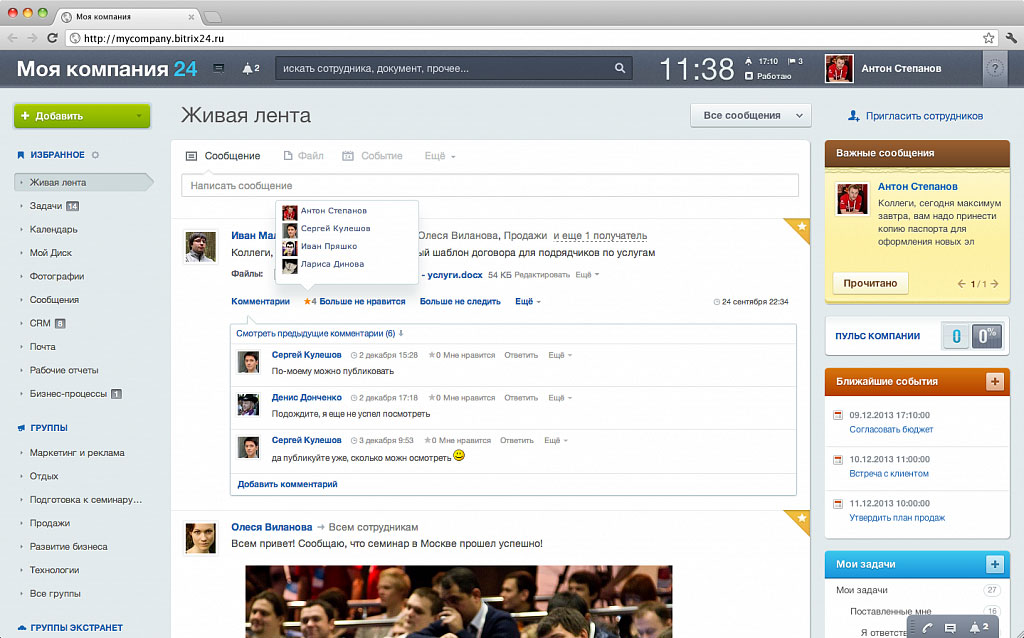 Моя компания
http://mycompany.bitrix24.ru
Моя компания 24
2
искать сотрудника, документ, прочее...
11:38
17:10
3
Работаю
Антон Степанов
?
Добавить
ИЗБРАННОЕ
Живая лента
Задачи 14
Календарь
Мой Диск
Фотографии
Сообщения
CRM 8
Почта
Рабочие отчеты
Бизнес-процессы 1
ГРУППЫ
Маркетинг и реклама
Отдых
Подготовка к семинару...
Продажи
Развитие бизнеса
Технологии
Все группы
ГРУППЫ ЭКСТРАНЕТ
Живая лента
Все сообщения
Сообщение
Файл
Событие
Ещё
Написать сообщение
Антон Степанов
Сергей Кулешов
Иван Пряжко
Лариса Динова
Иван Олеся Виланова, Продажи и еще 1 получатель
Коллеги, шаблон договора для подрядчиков по услугам
Файлы: - услуги.docx 54 КБ Редактировать Ещё
Комментарии 4 Больше не нравится Больше не следить Ещё 24 сентября 22:34
Смотреть предыдущие комментарии (6)
Сергей Кулешов 2 декабря 15:28 0 Мне нравится Ответить Ещё
По-моему можно публиковать
Денис Донченко 2 декабря 17:18 0 Мне нравится Ответить Ещё
Подождите, я еще не успел посмотреть
Сергей Кулешов 3 декабря 9:53 0 Мне нравится Ответить Ещё
да публикуйте уже, сколько можн осмотреть
Добавить комментарий
Олеся Виланова → Всем сотрудникам
Всем привет! Сообщаю, что семинар в Москве прошел успешно!
Пригласить сотрудников
Важные сообщения
Антон Степанов
Коллеги, сегодня максимум
завтра, вам надо принести
копию паспорта для
оформления новых эл
Прочитано
1 / 1
ПУЛЬС КОМПАНИИ
0
0%
Ближайшие события
09.12.2013 17:10:00
Согласовать бюджет
10.12.2013 11:00:00
Встреча с клиентом
11.12.2013 10:00:00
Утвердить план продаж
Мои задачи
Мои задачи 27
Поставленные мне 16
Я ответств
2